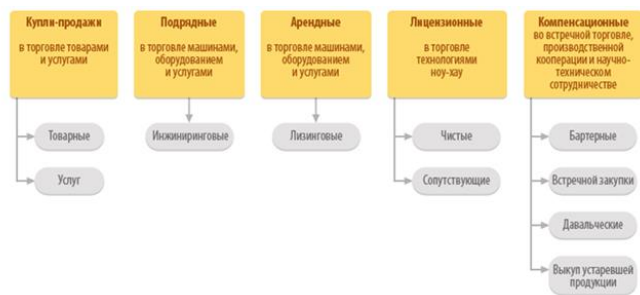 Купли-продажи
в торговле товарами
и услугами
Товарные
Услуг
Подрядные
в торговле машинами,
оборудованием
и услугами
Инжиниринговые
Арендные
в торговле машинами,
оборудованием
и услугами
Лизинговые
Лицензионные
в торговле
технологиями
ноу-хау
Чистые
Сопутствующие
Компенсационные
во встречной торговле,
производственной
кооперации и научно-
техническом
сотрудничестве
Бартерные
Встречной закупки
Давальческие
Выкуп устаревшей
продукции